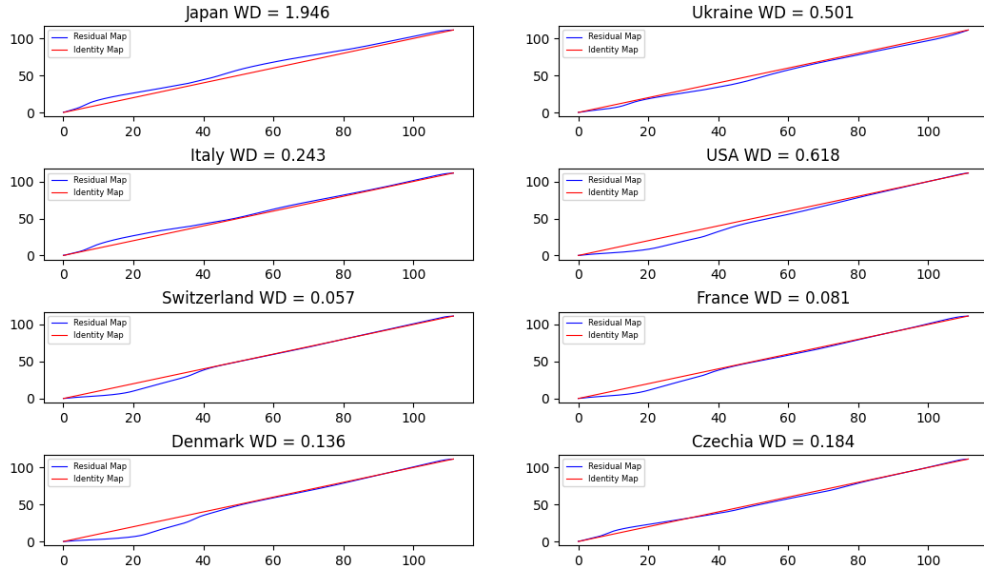 Japan WD = 1.946
100
50
0
Residual Map
Identity Map
0 20 40 60 80 100
Ukraine WD = 0.501
100
50
0
Residual Map
Identity Map
0 20 40 60 80 100
Italy WD = 0.243
100
50
0
Residual Map
Identity Map
0 20 40 60 80 100
USA WD = 0.618
100
50
0
Residual Map
Identity Map
0 20 40 60 80 100
Switzerland WD = 0.057
100
50
0
Residual Map
Identity Map
0 20 40 60 80 100
France WD = 0.081
100
50
0
Residual Map
Identity Map
0 20 40 60 80 100
Denmark WD = 0.136
100
50
0
Residual Map
Identity Map
0 20 40 60 80 100
Czechia WD = 0.184
100
50
0
Residual Map
Identity Map
0 20 40 60 80 100